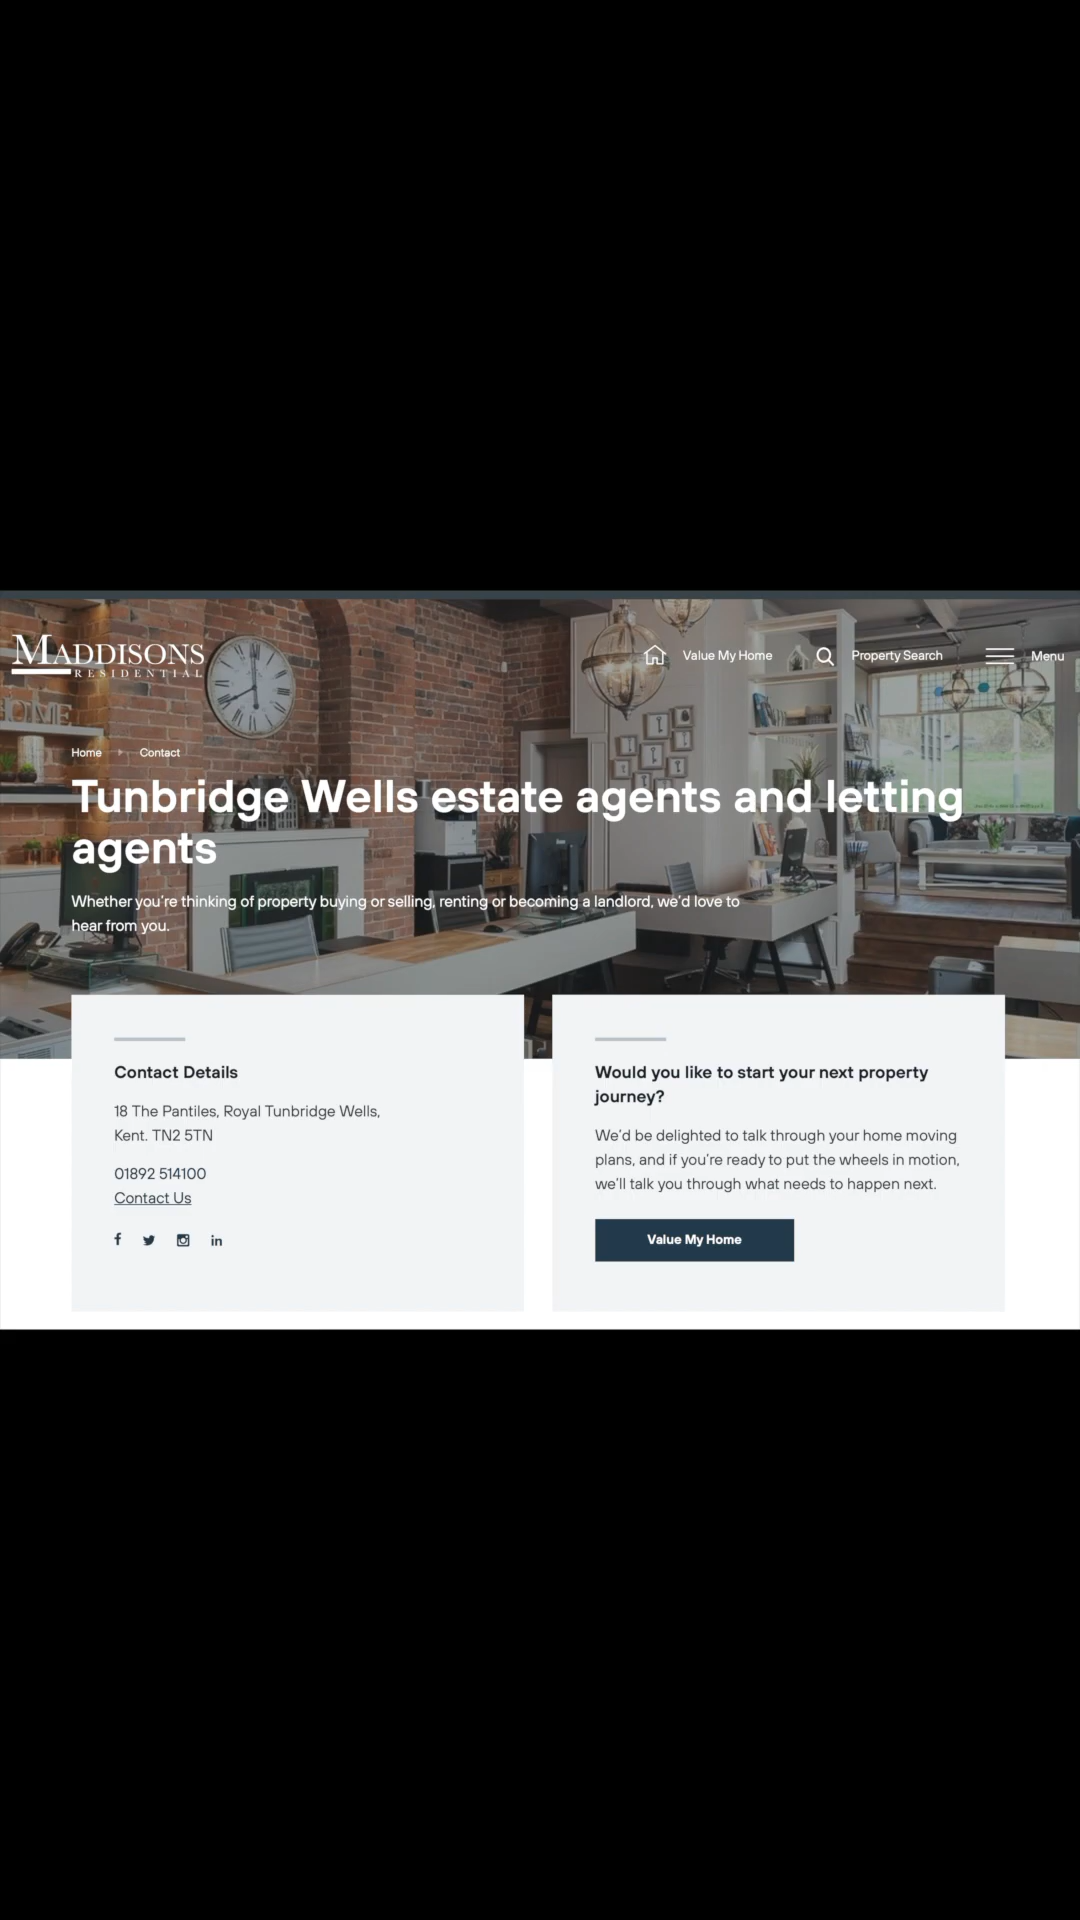 MADDISONS
RESIDENTIAL
Value My Home
Property Search
Menu
HOME
Home
Contact
Tunbridge Wells estate agents and letting
agents
Whether you're thinking of property buying or selling, renting or becoming a landlord, we'd love to
hear from you.
Contact Details
18 The Pantiles, Royal Tunbridge Wells,
Kent. TN2 5TN
01892 514100
Contact Us
Would you like to start your next property
journey?
We'd be delighted to talk through your home moving
plans, and if you're ready to put the wheels in motion,
we'll talk you through what needs to happen next.
Value My Home